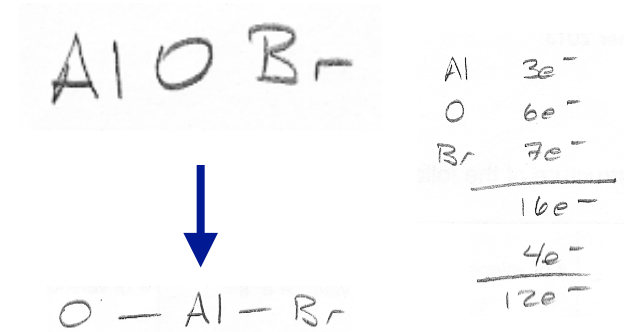 AlOBr
O — Al — Br
Al 3e⁻
O 6e⁻
Br 7e⁻
16e⁻
4e⁻
12e⁻